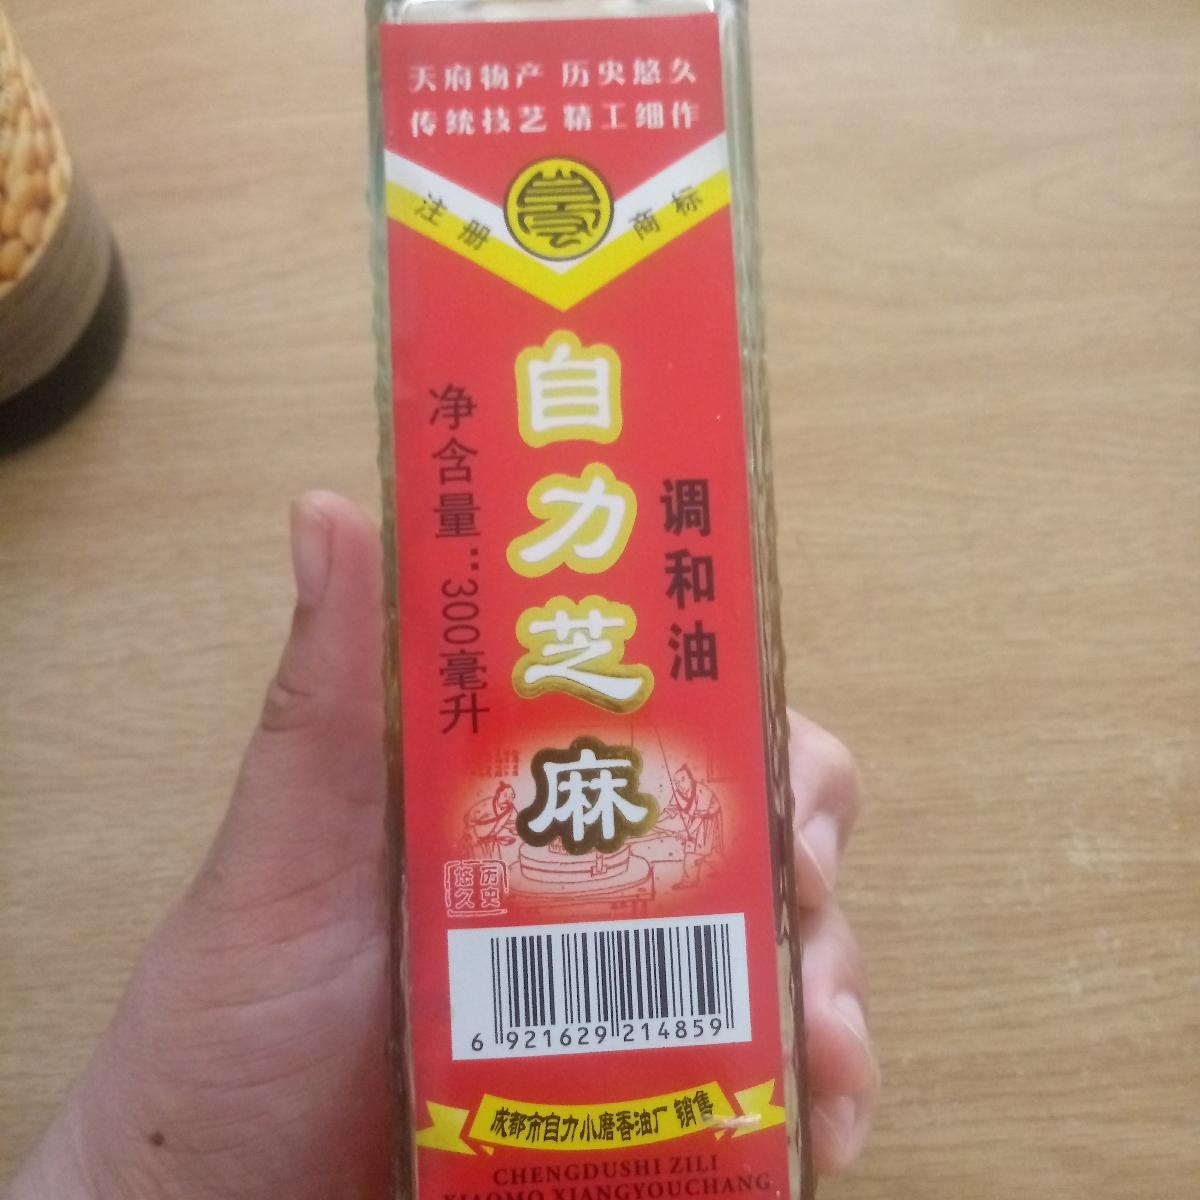 天府物产 历史悠久
传统技艺 精工细作
注册 商标
自力芝麻
调和油
净含量:300毫升
历史
悠久
6 921629 214859
成都市自力小磨香油厂 销售
CHENGDUSHI ZILI
XIAOMO XIANGYOUCHANG